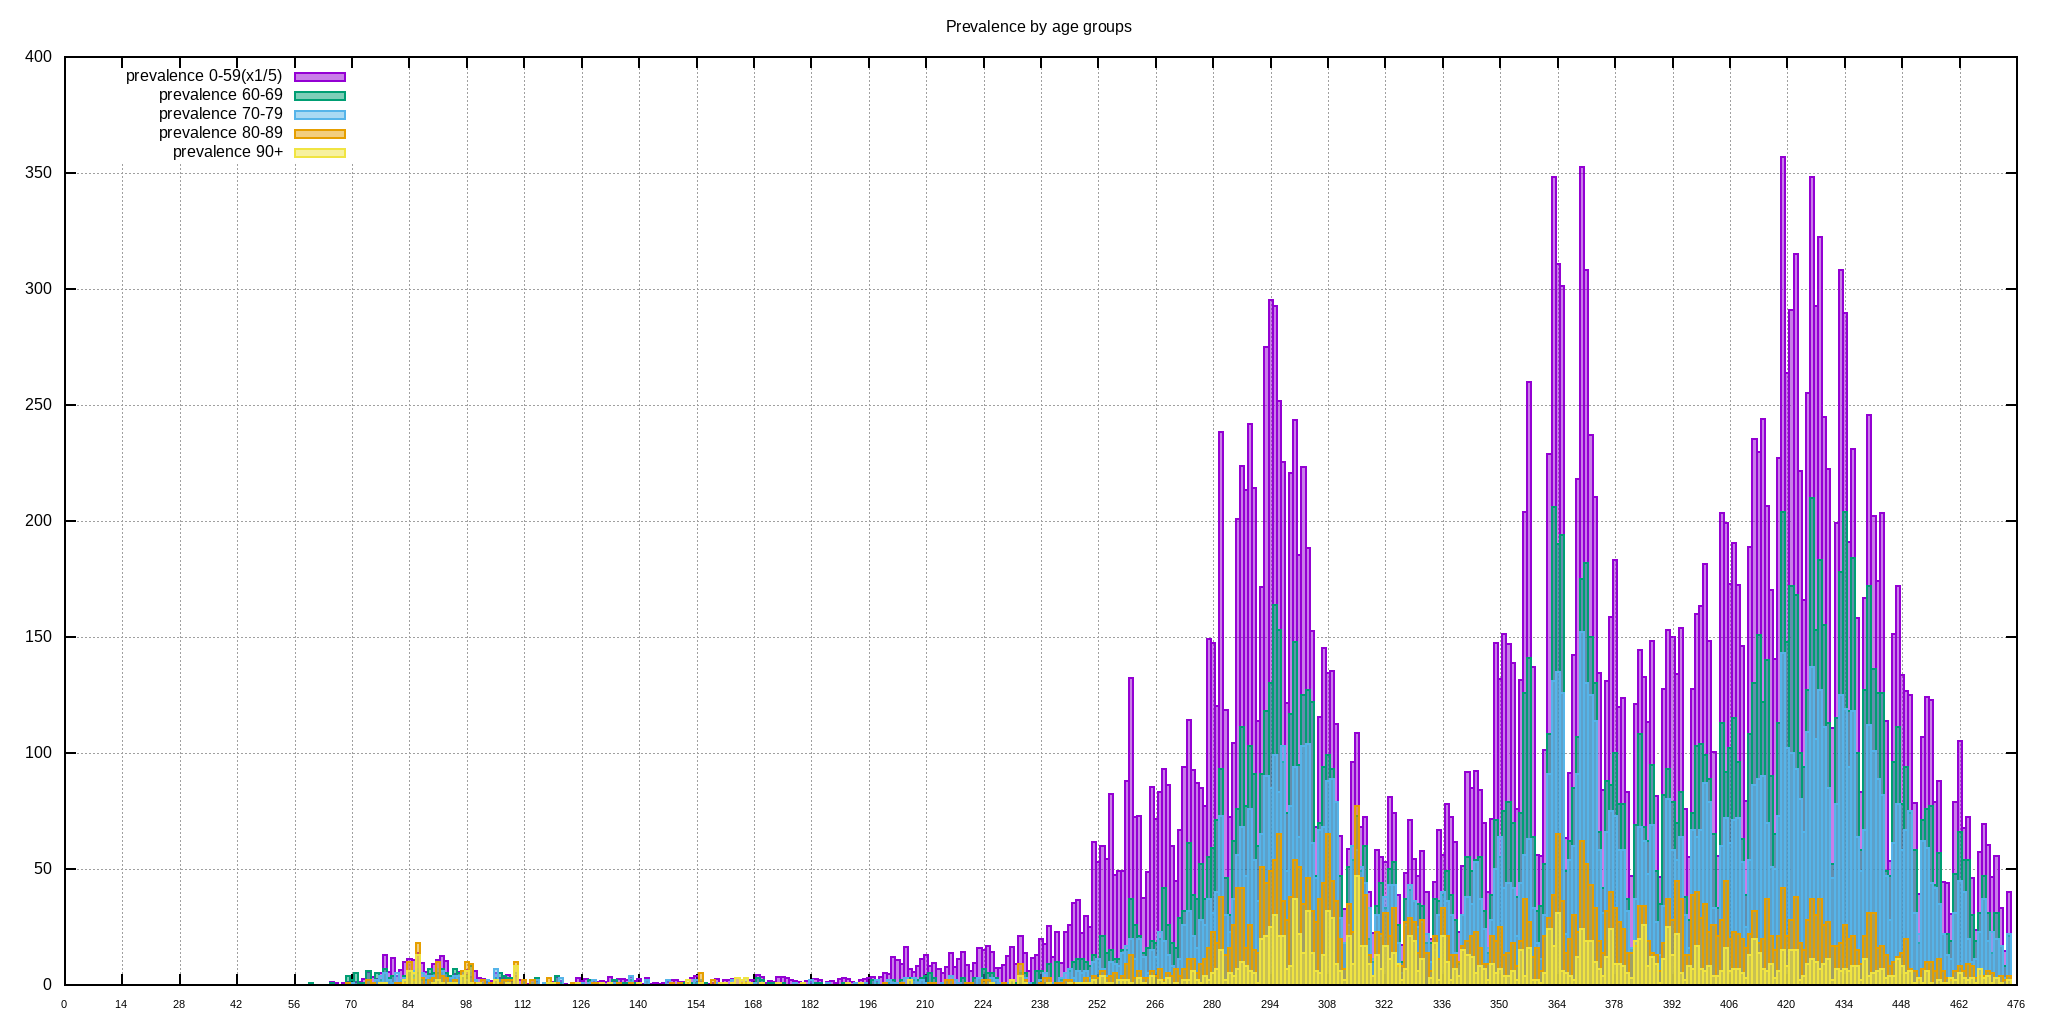 Prevalence by age groups
400
prevalence 0-59(x1/5)
prevalence 60-69
prevalence 70-79
prevalence 80-89
prevalence 90+
350
300
250
200
150
100
50
0
0 14 28 42 56 70 84 98 112 126 140 154 168 182 196 210 224 238 252 266 280 294 308 322 336 350 364 378 392 406 420 434 448 462 476